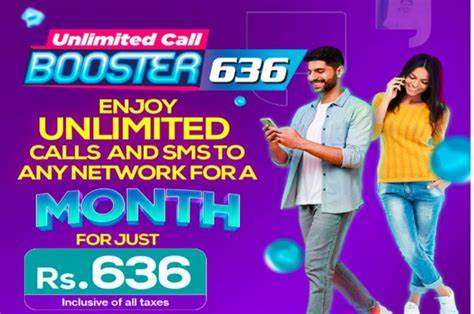 Unlimited Call
BOOSTER 636
ENJOY
UNLIMITED
CALLS AND SMS TO
ANY NETWORK FOR A
MONTH
FOR JUST
Rs.636
Inclusive of all taxes